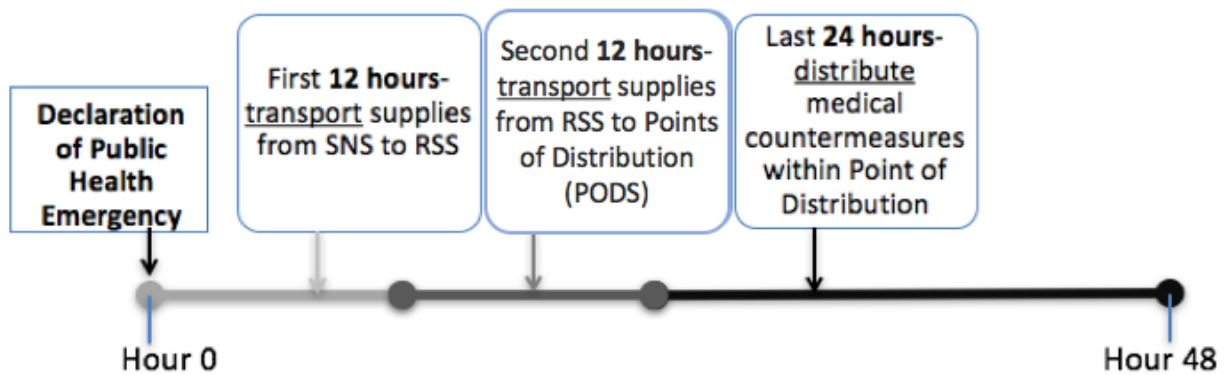 Declaration
of Public
Health
Emergency
First 12 hours-
transport supplies
from SNS to RSS
Second 12 hours-
transport supplies
from RSS to Points
of Distribution
(PODS)
Last 24 hours-
distribute
medical
countermeasures
within Point of
Distribution
Hour 0
Hour 48